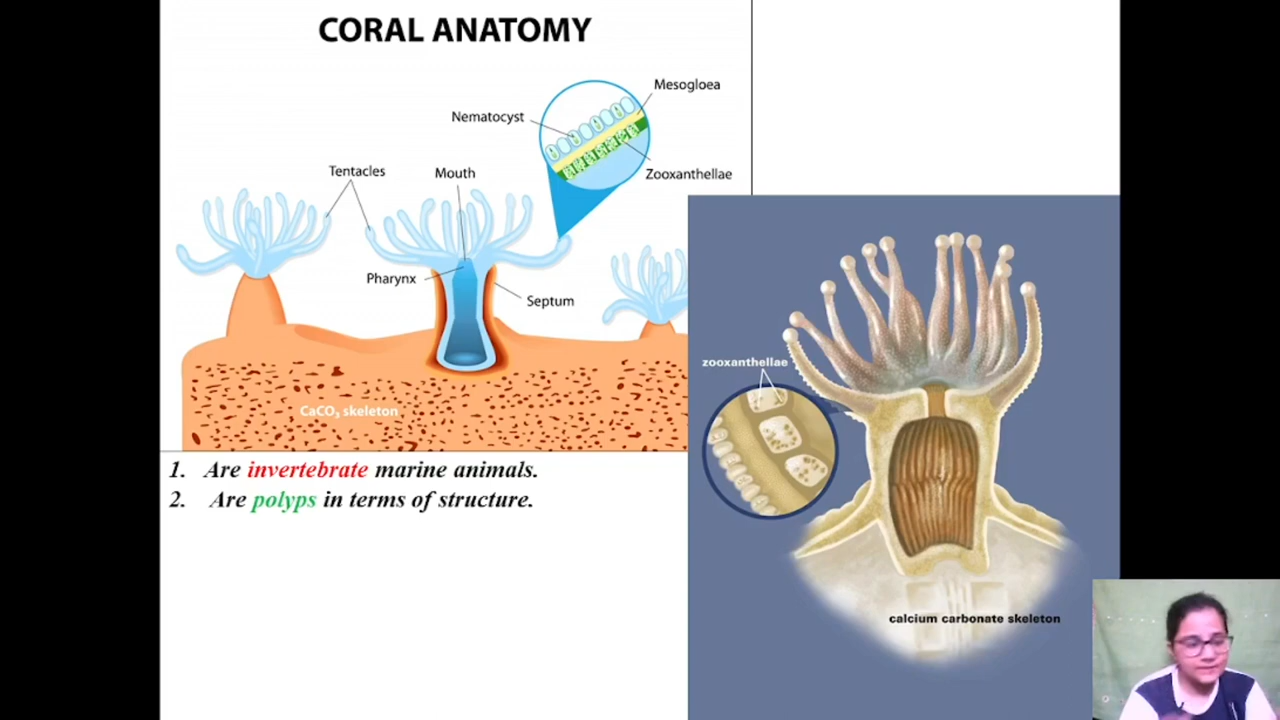 CORAL ANATOMY
Mesogloea
Nematocyst
Zooxanthellae
Tentacles
Mouth
Pharynx
Septum
CaCO₃ skeleton
1. Are invertebrate marine animals.
2. Are polyps in terms of structure.
zooxanthellae
calcium carbonate skeleton